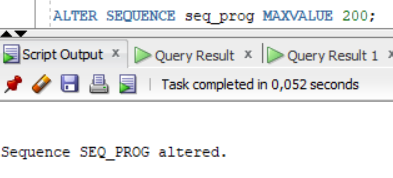 ALTER SEQUENCE seq_prog MAXVALUE 200;
Script Output x Query Result x Query Result 1 x
Task completed in 0,052 seconds
Sequence SEQ_PROG altered.